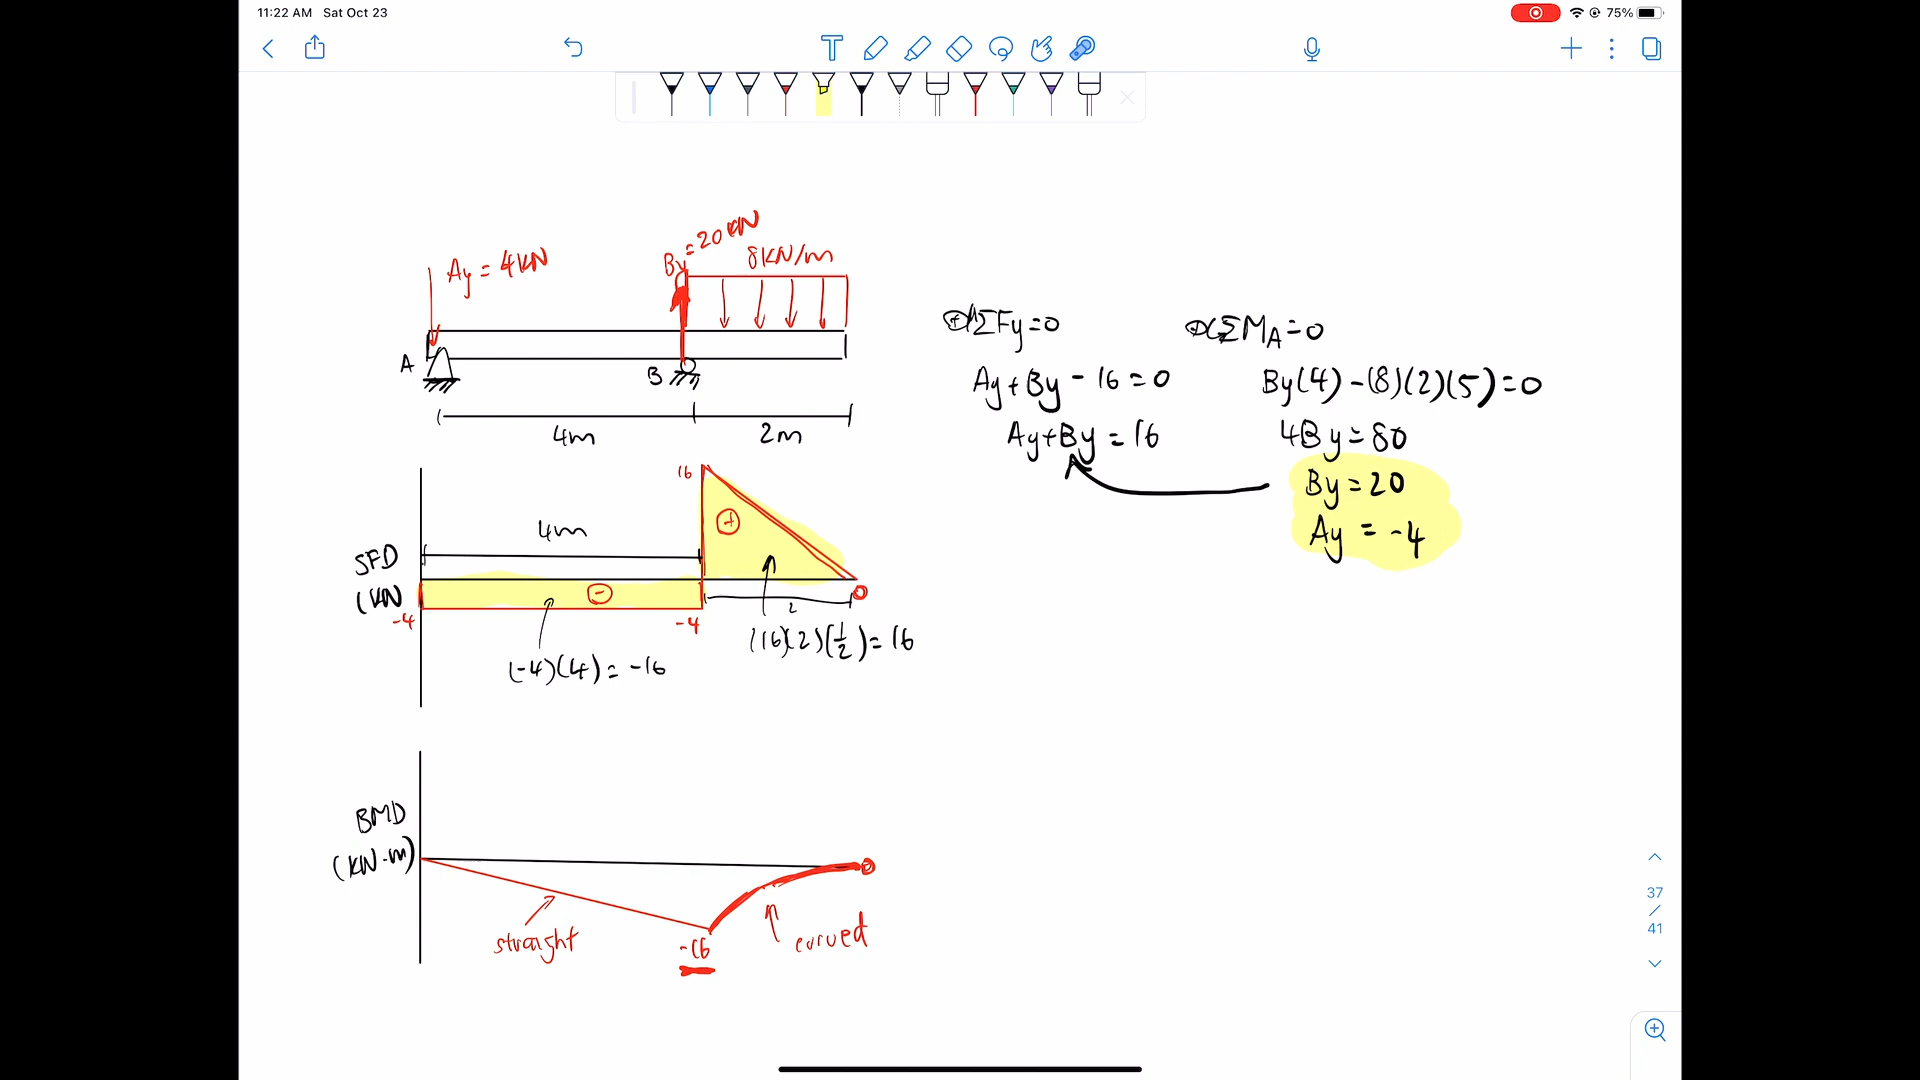 11:22 AM Sat Oct 23
75%
Ay = 4KN
By = 20KN
8KN/m
A
B
4m
2m
⊕↑ΣFy=0
Ay+By-16=0
Ay+By=16
ΣMA=0
By(4)-(8)(2)(5)=0
4By=80
By=20
Ay=-4
16
4m
+
SFD
(KN
-4
-
-4
2
0
(-4)(4)=-16
(16)(2)(1/2)=16
BMD
(KN-m)
0
straight
-16
curved
37
/
41